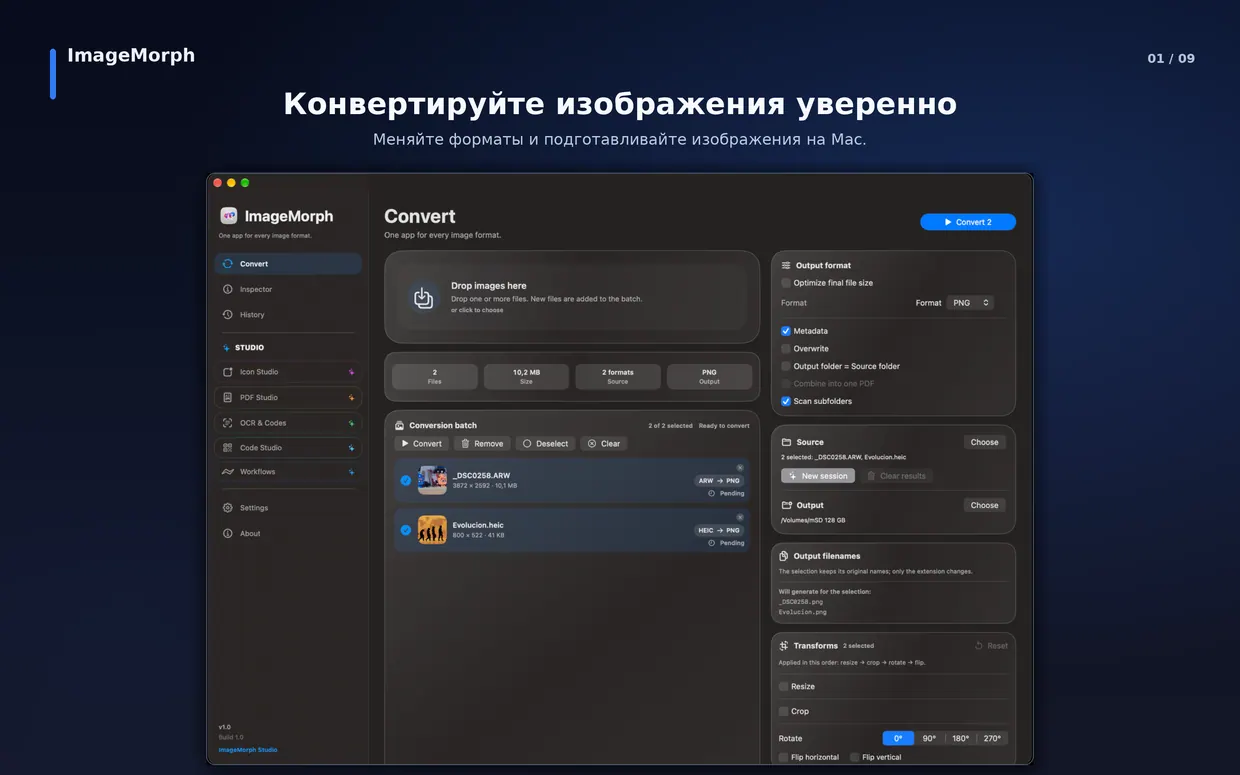 ImageMorph
01 / 09
Конвертируйте изображения уверенно
Меняйте форматы и подготавливайте изображения на Mac.
ImageMorph
One app for every image format.
Convert
Inspector
History
STUDIO
Icon Studio
PDF Studio
OCR & Codes
Code Studio
Workflows
Settings
About
v1.0
Build 1.0
ImageMorph Studio
Convert
One app for every image format.
Convert 2
Drop images here
Drop one or more files. New files are added to the batch.
or click to choose
2
Files
10,2 MB
Size
2 formats
Source
PNG
Output
Conversion batch
2 of 2 selected Ready to convert
Convert Remove Deselect Clear
_DSC0258.ARW
3872 × 2592 · 10,1 MB
ARW → PNG
Pending
Evolucion.heic
800 × 522 · 41 KB
HEIC → PNG
Pending
Output format
Optimize final file size
Format Format PNG
Metadata
Overwrite
Output folder = Source folder
Combine into one PDF
Scan subfolders
Source Choose
2 selected: _DSC0258.ARW, Evolucion.heic
New session Clear results
Output Choose
/Volumes/mSD 128 GB
Output filenames
The selection keeps its original names; only the extension changes.
Will generate for the selection:
_DSC0258.png
Evolucion.png
Transforms 2 selected Reset
Applied in this order: resize → crop → rotate → flip.
Resize
Crop
Rotate 0° 90° 180° 270°
Flip horizontal Flip vertical